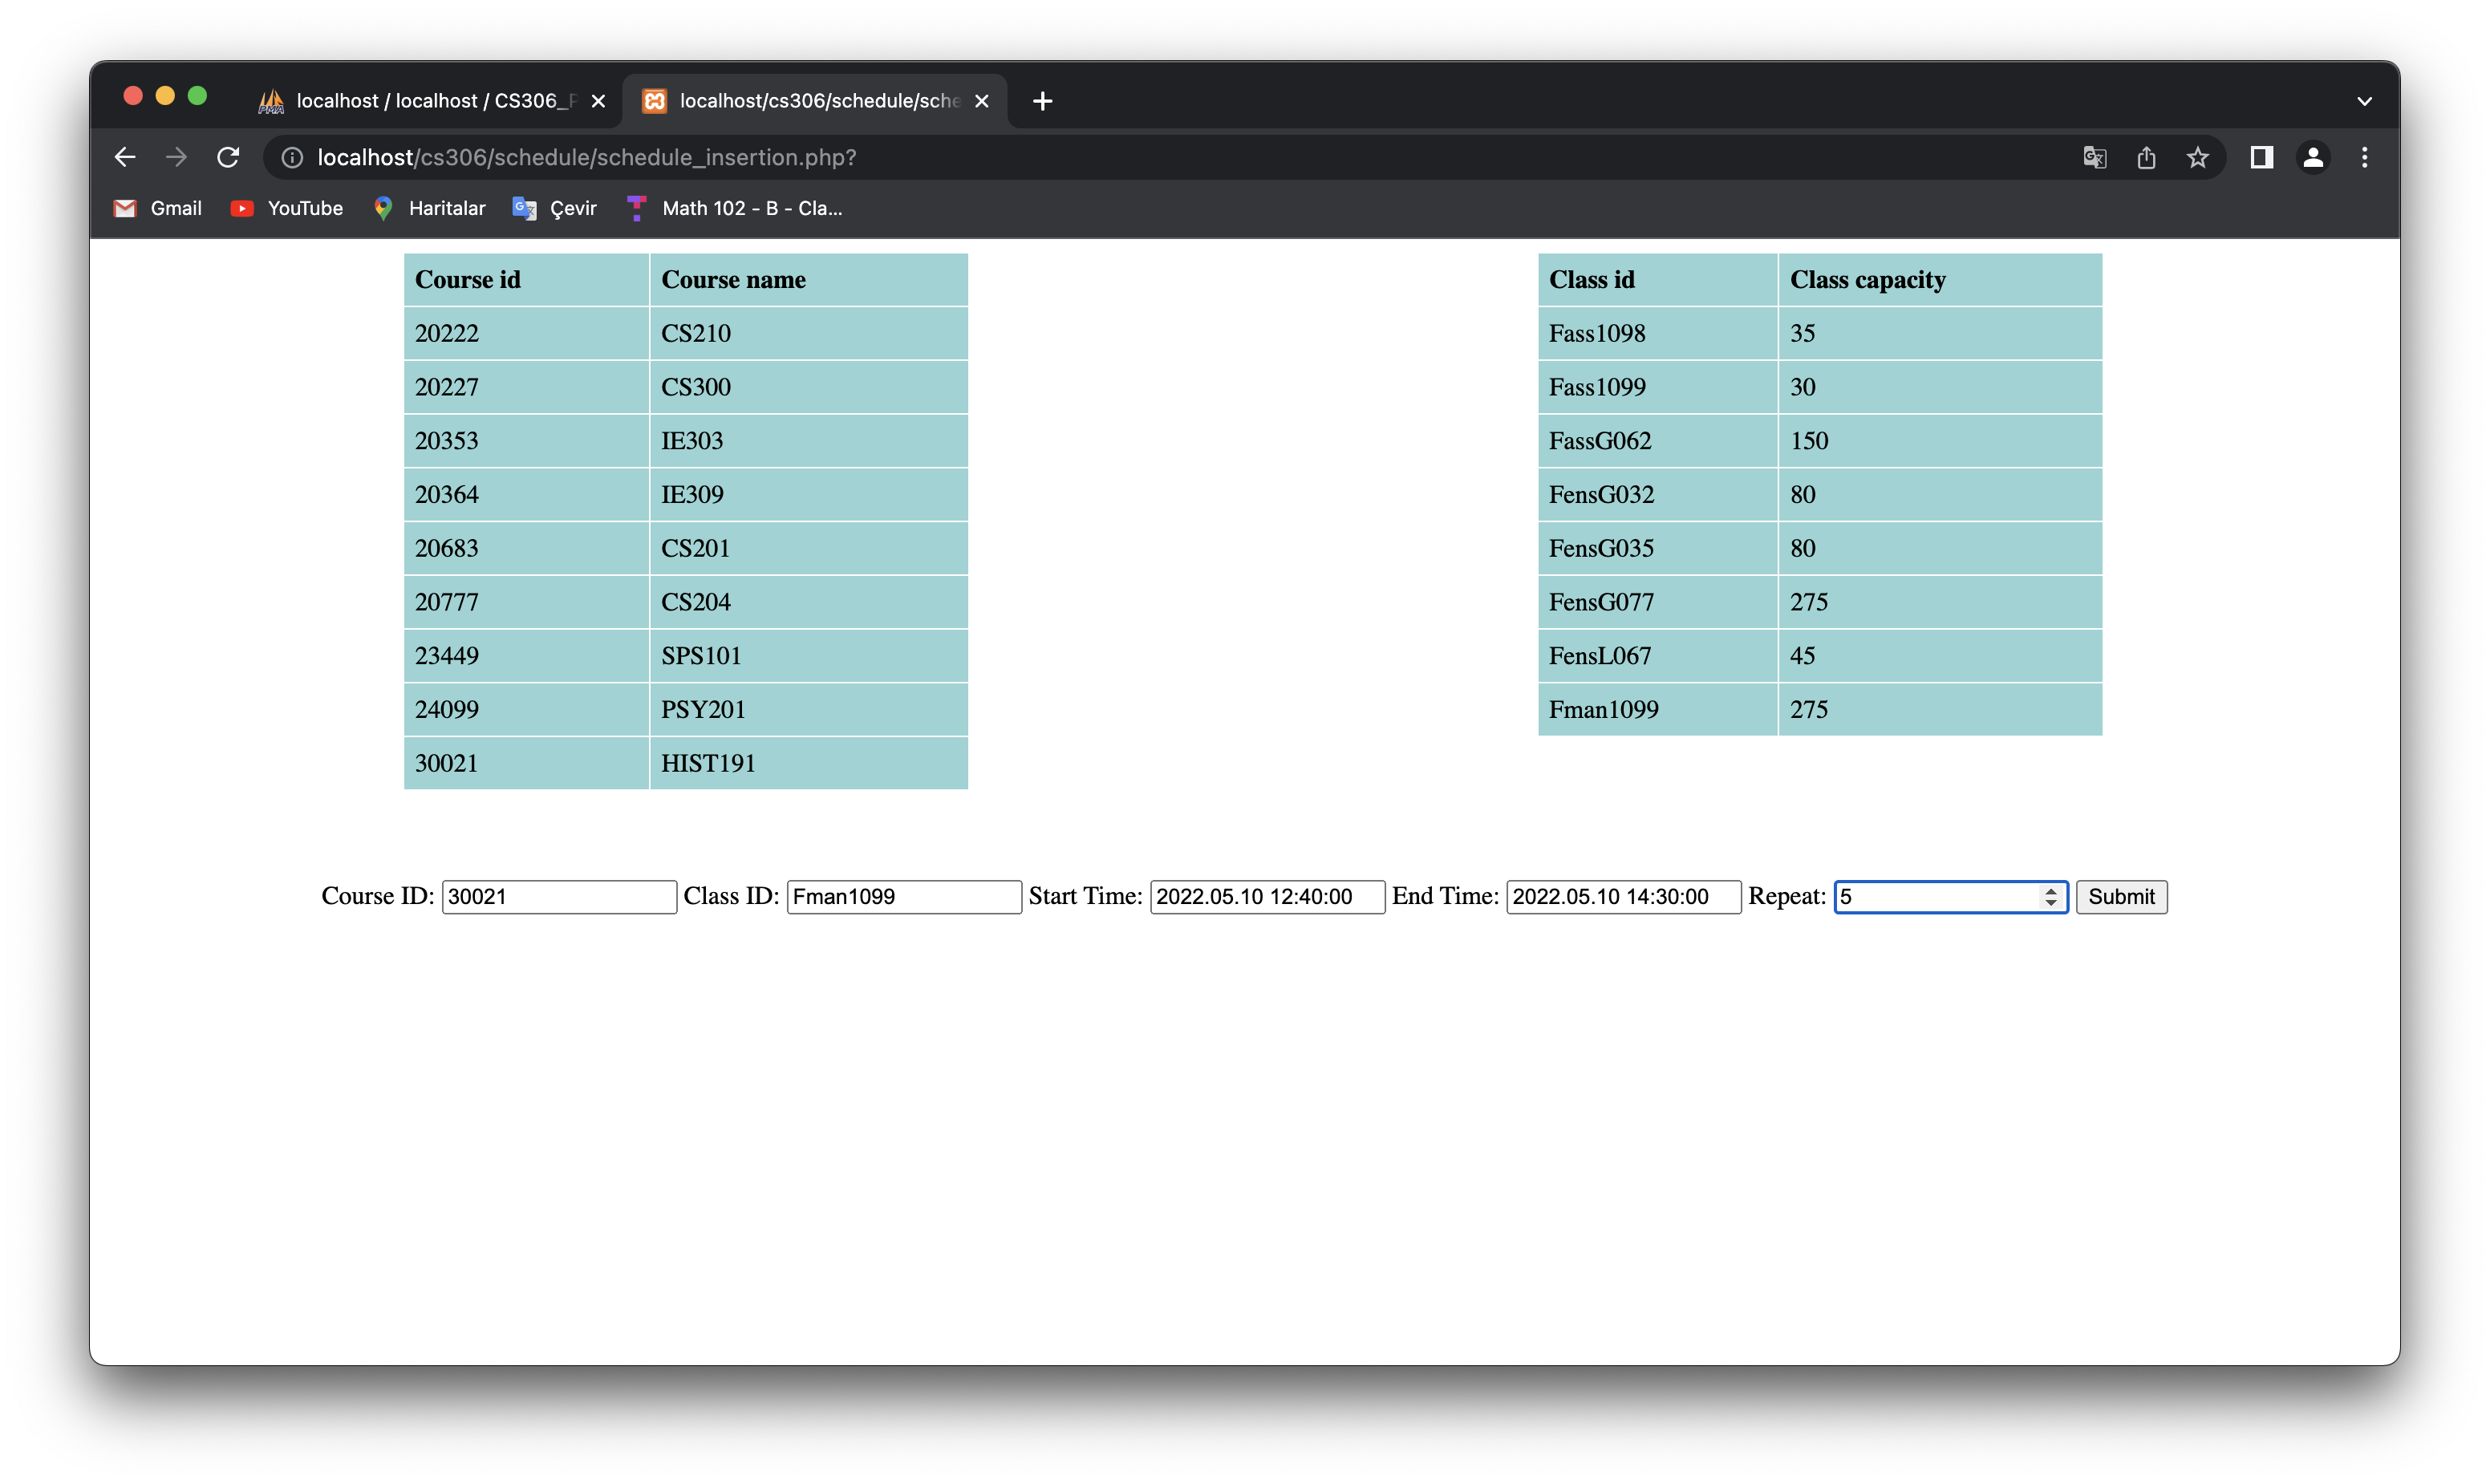 localhost / localhost / CS306_P
localhost/cs306/schedule/sche
localhost/cs306/schedule/schedule_insertion.php?
Gmail YouTube Haritalar Çevir Math 102 - B - Cla...
Course id Course name
20222 CS210
20227 CS300
20353 IE303
20364 IE309
20683 CS201
20777 CS204
23449 SPS101
24099 PSY201
30021 HIST191
Class id Class capacity
Fass1098 35
Fass1099 30
FassG062 150
FensG032 80
FensG035 80
FensG077 275
FensL067 45
Fman1099 275
Course ID: 30021 Class ID: Fman1099 Start Time: 2022.05.10 12:40:00 End Time: 2022.05.10 14:30:00 Repeat: 5 Submit